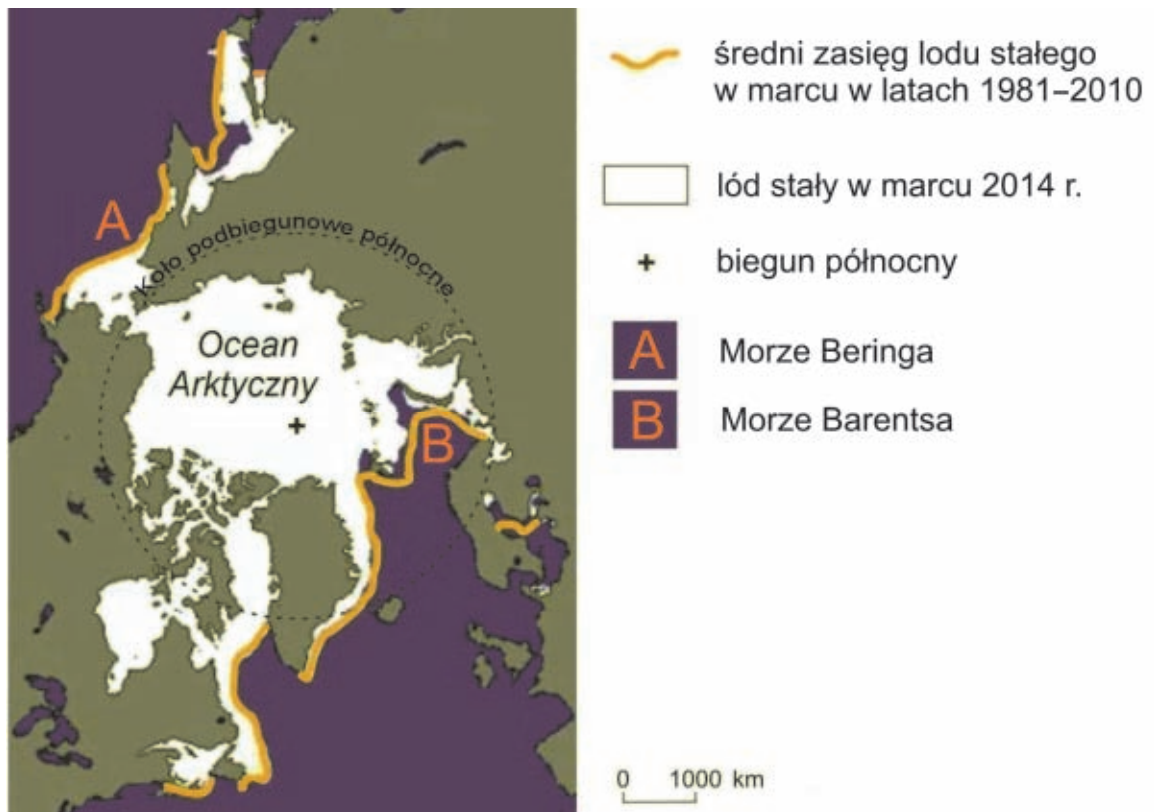 A
Koło podbiegunowe północne
Ocean
Arktyczny
B
średni zasięg lodu stałego
w marcu w latach 1981–2010
lód stały w marcu 2014 r.
+ biegun północny
A Morze Beringa
B Morze Barentsa
0 1000 km